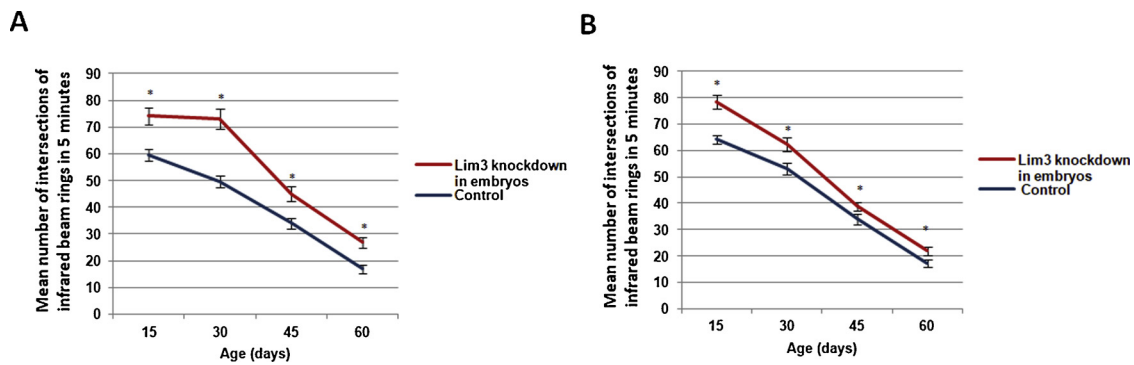 A
Mean number of intersections of
infrared beam rings in 5 minutes
90
80
70
60
50
40
30
20
10
0
*
*
*
*
15
30
45
60
Age (days)
Lim3 knockdown
in embryos
Control
B
Mean number of intersections of
infrared beam rings in 5 minutes
90
80
70
60
50
40
30
20
10
0
*
*
*
*
15
30
45
60
Age (days)
Lim3 knockdown
in embryos
Control